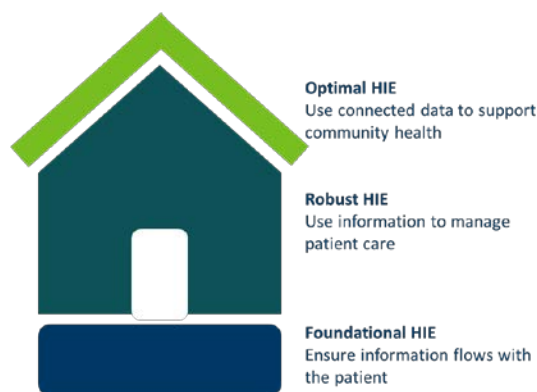 Optimal HIE
Use connected data to support
community health
Robust HIE
Use information to manage
patient care
Foundational HIE
Ensure information flows with
the patient